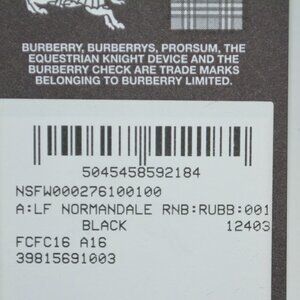 BURBERRY, BURBERRYS, PRORSUM, THE
EQUESTRIAN KNIGHT DEVICE AND THE
BURBERRY CHECK ARE TRADE MARKS
BELONGING TO BURBERRY LIMITED.
5045458592184
NSFW000276100100
A:LF NORMANDALE RNB:RUBB:001
BLACK 12403
FCFC16 A16
39815691003